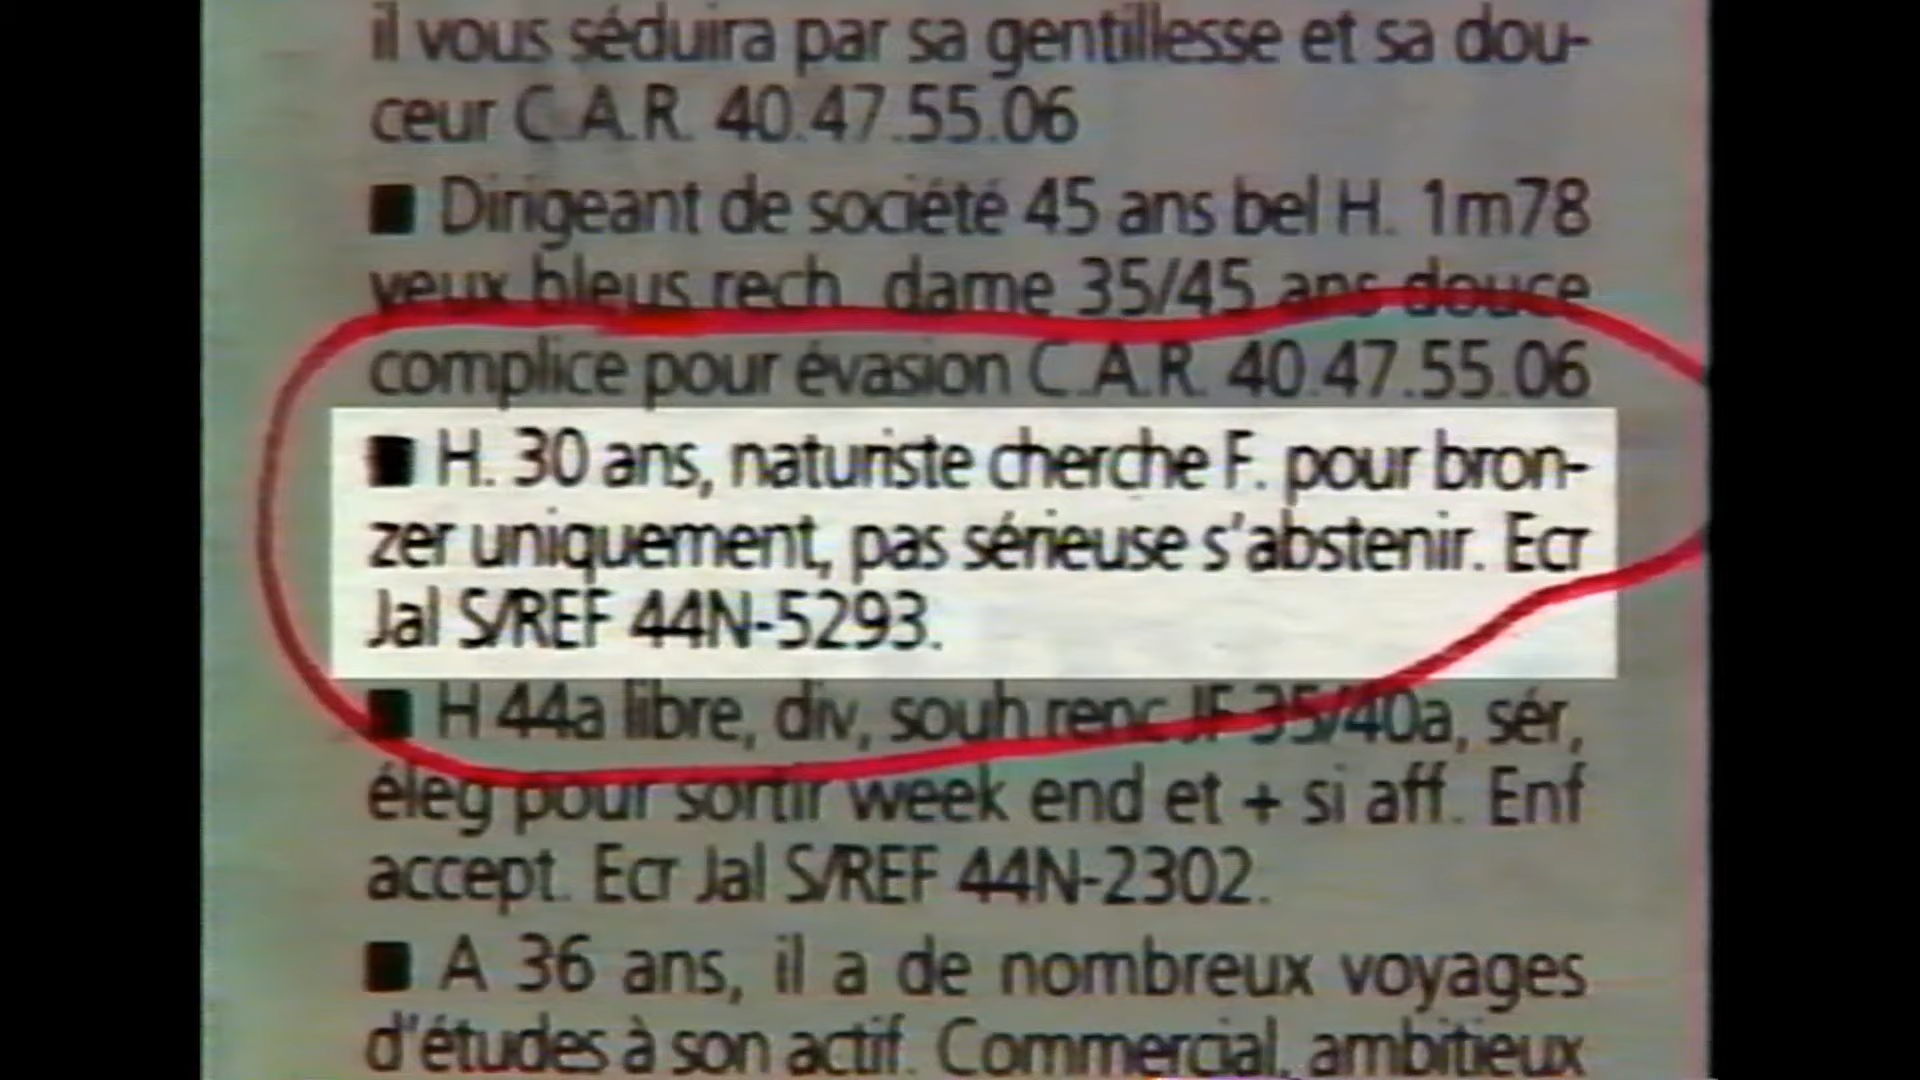 il vous séduira par sa gentillesse et sa dou-
ceur C.A.R. 40.47.55.06
■ Dirigeant de société 45 ans bel H. 1m78
yeux bleus rech. dame 35/45 ans douce
complice pour évasion C.A.R. 40.47.55.06
■ H. 30 ans, naturiste cherche F. pour bron-
zer uniquement, pas sérieuse s'abstenir. Ecr
Jal S/REF 44N-5293.
■ H 44a libre, div, souh renc JF 35/40a, sér,
éleg pour sortir week end et + si aff. Enf
accept. Ecr Jal S/REF 44N-2302.
■ A 36 ans, il a de nombreux voyages
d'études à son actif. Commercial, ambitieux